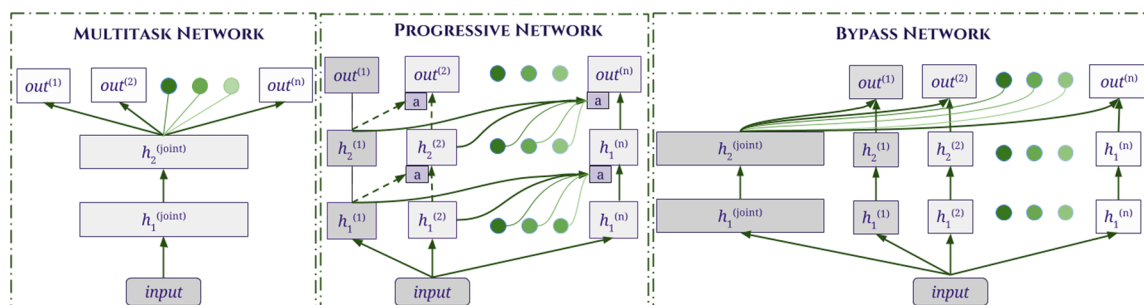 MULTITASK NETWORK
out(1) out(2) out(n)
h2(joint)
h1(joint)
input
PROGRESSIVE NETWORK
out(1) out(2) out(n)
a a
h2(1) h2(2) h1(n)
a a
h1(1) h1(2) h1(n)
input
BYPASS NETWORK
out(1) out(2) out(n)
h2(joint) h2(1) h2(2) h1(n)
h1(joint) h1(1) h1(2) h1(n)
input